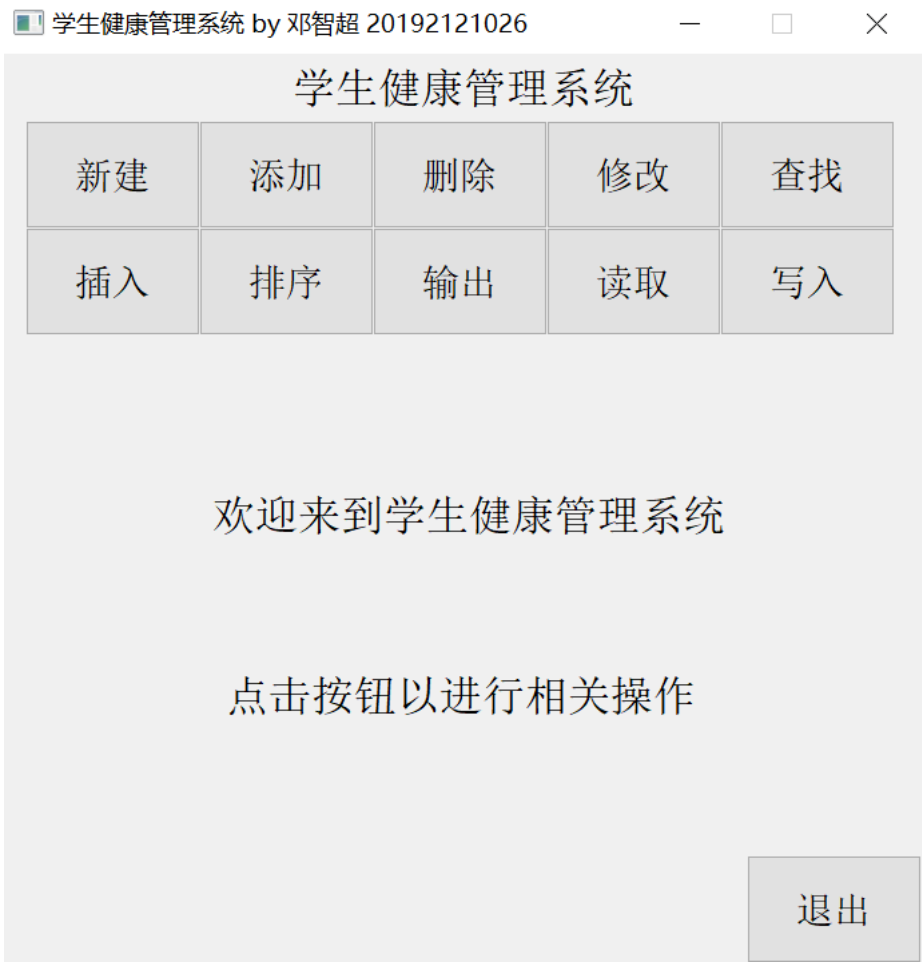 学生健康管理系统 by 邓智超 20192121026
学生健康管理系统
新建 添加 删除 修改 查找
插入 排序 输出 读取 写入
欢迎来到学生健康管理系统
点击按钮以进行相关操作
退出